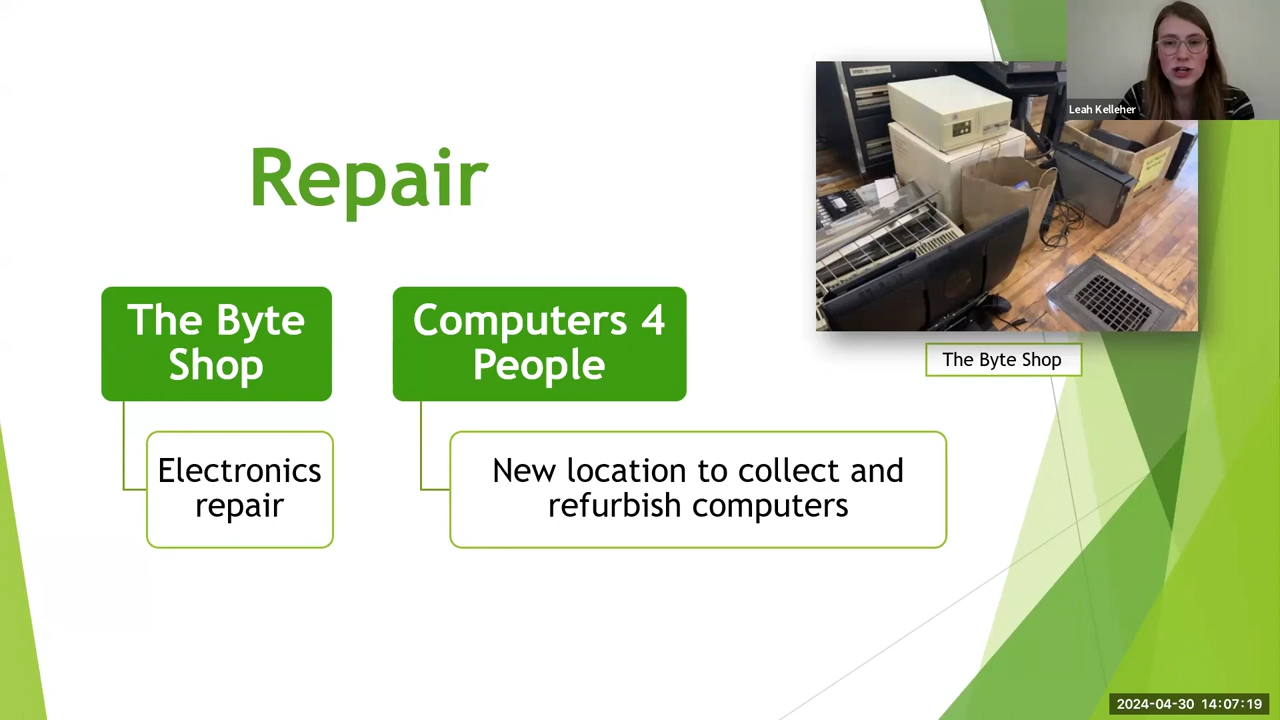 Leah Kelleher
Repair
The Byte
Shop
Computers 4
People
Electronics
repair
New location to collect and
refurbish computers
The Byte Shop
2024-04-30 14:07:19